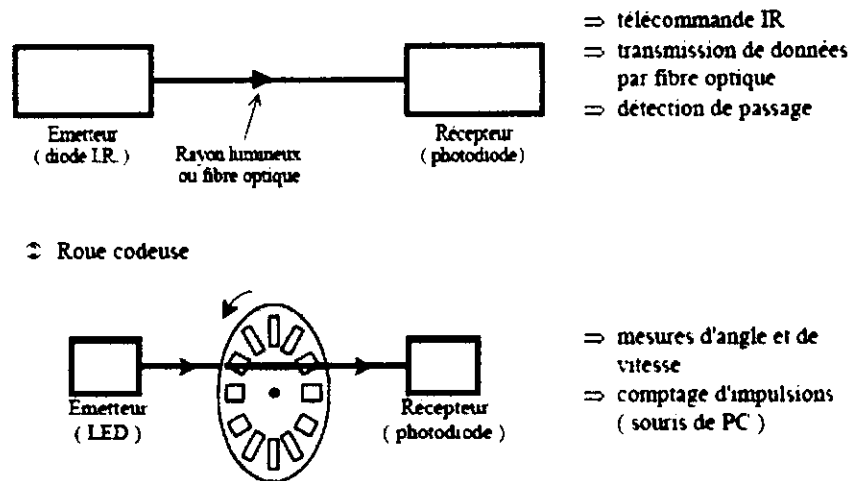 ⇒ télécommande IR
⇒ transmission de données
par fibre optique
⇒ détection de passage
Emetteur
( diode I.R. )
Rayon lumineux
ou fibre optique
Récepteur
( photodiode)
Roue codeuse
Emetteur
( LED )
Récepteur
( photodiode )
⇒ mesures d'angle et de
vitesse
⇒ comptage d'impulsions
( souris de PC )